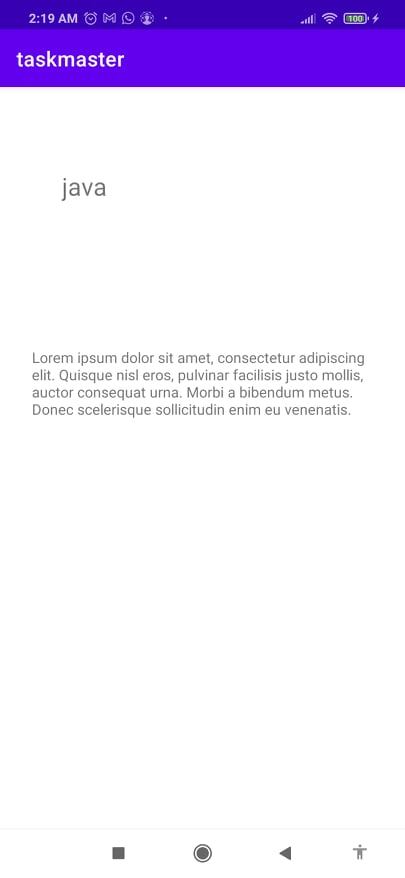 2:19 AM 100
taskmaster
java
Lorem ipsum dolor sit amet, consectetur adipiscing
elit. Quisque nisl eros, pulvinar facilisis justo mollis,
auctor consequat urna. Morbi a bibendum metus.
Donec scelerisque sollicitudin enim eu venenatis.